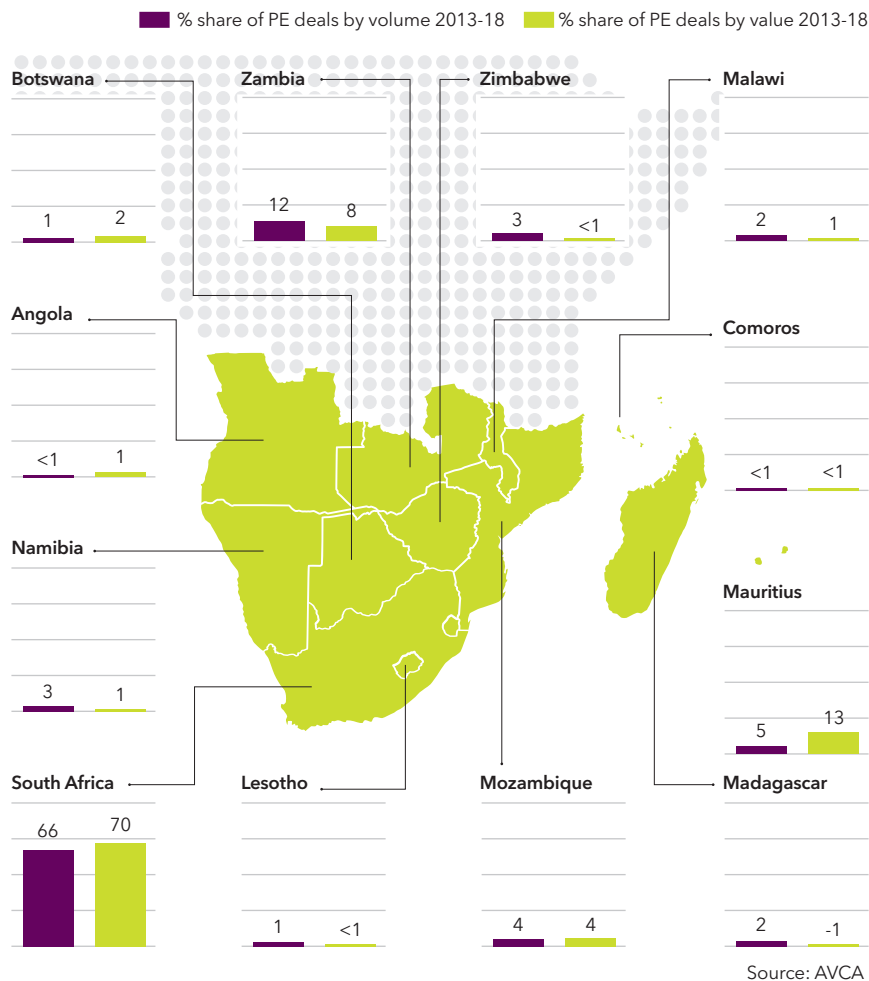 % share of PE deals by volume 2013-18 % share of PE deals by value 2013-18
Botswana
1 2
Zambia
12 8
Zimbabwe
3 <1
Malawi
2 1
Angola
<1 1
Comoros
<1 <1
Namibia
3 1
Mauritius
5 13
South Africa
66 70
Lesotho
1 <1
Mozambique
4 4
Madagascar
2 -1
Source: AVCA